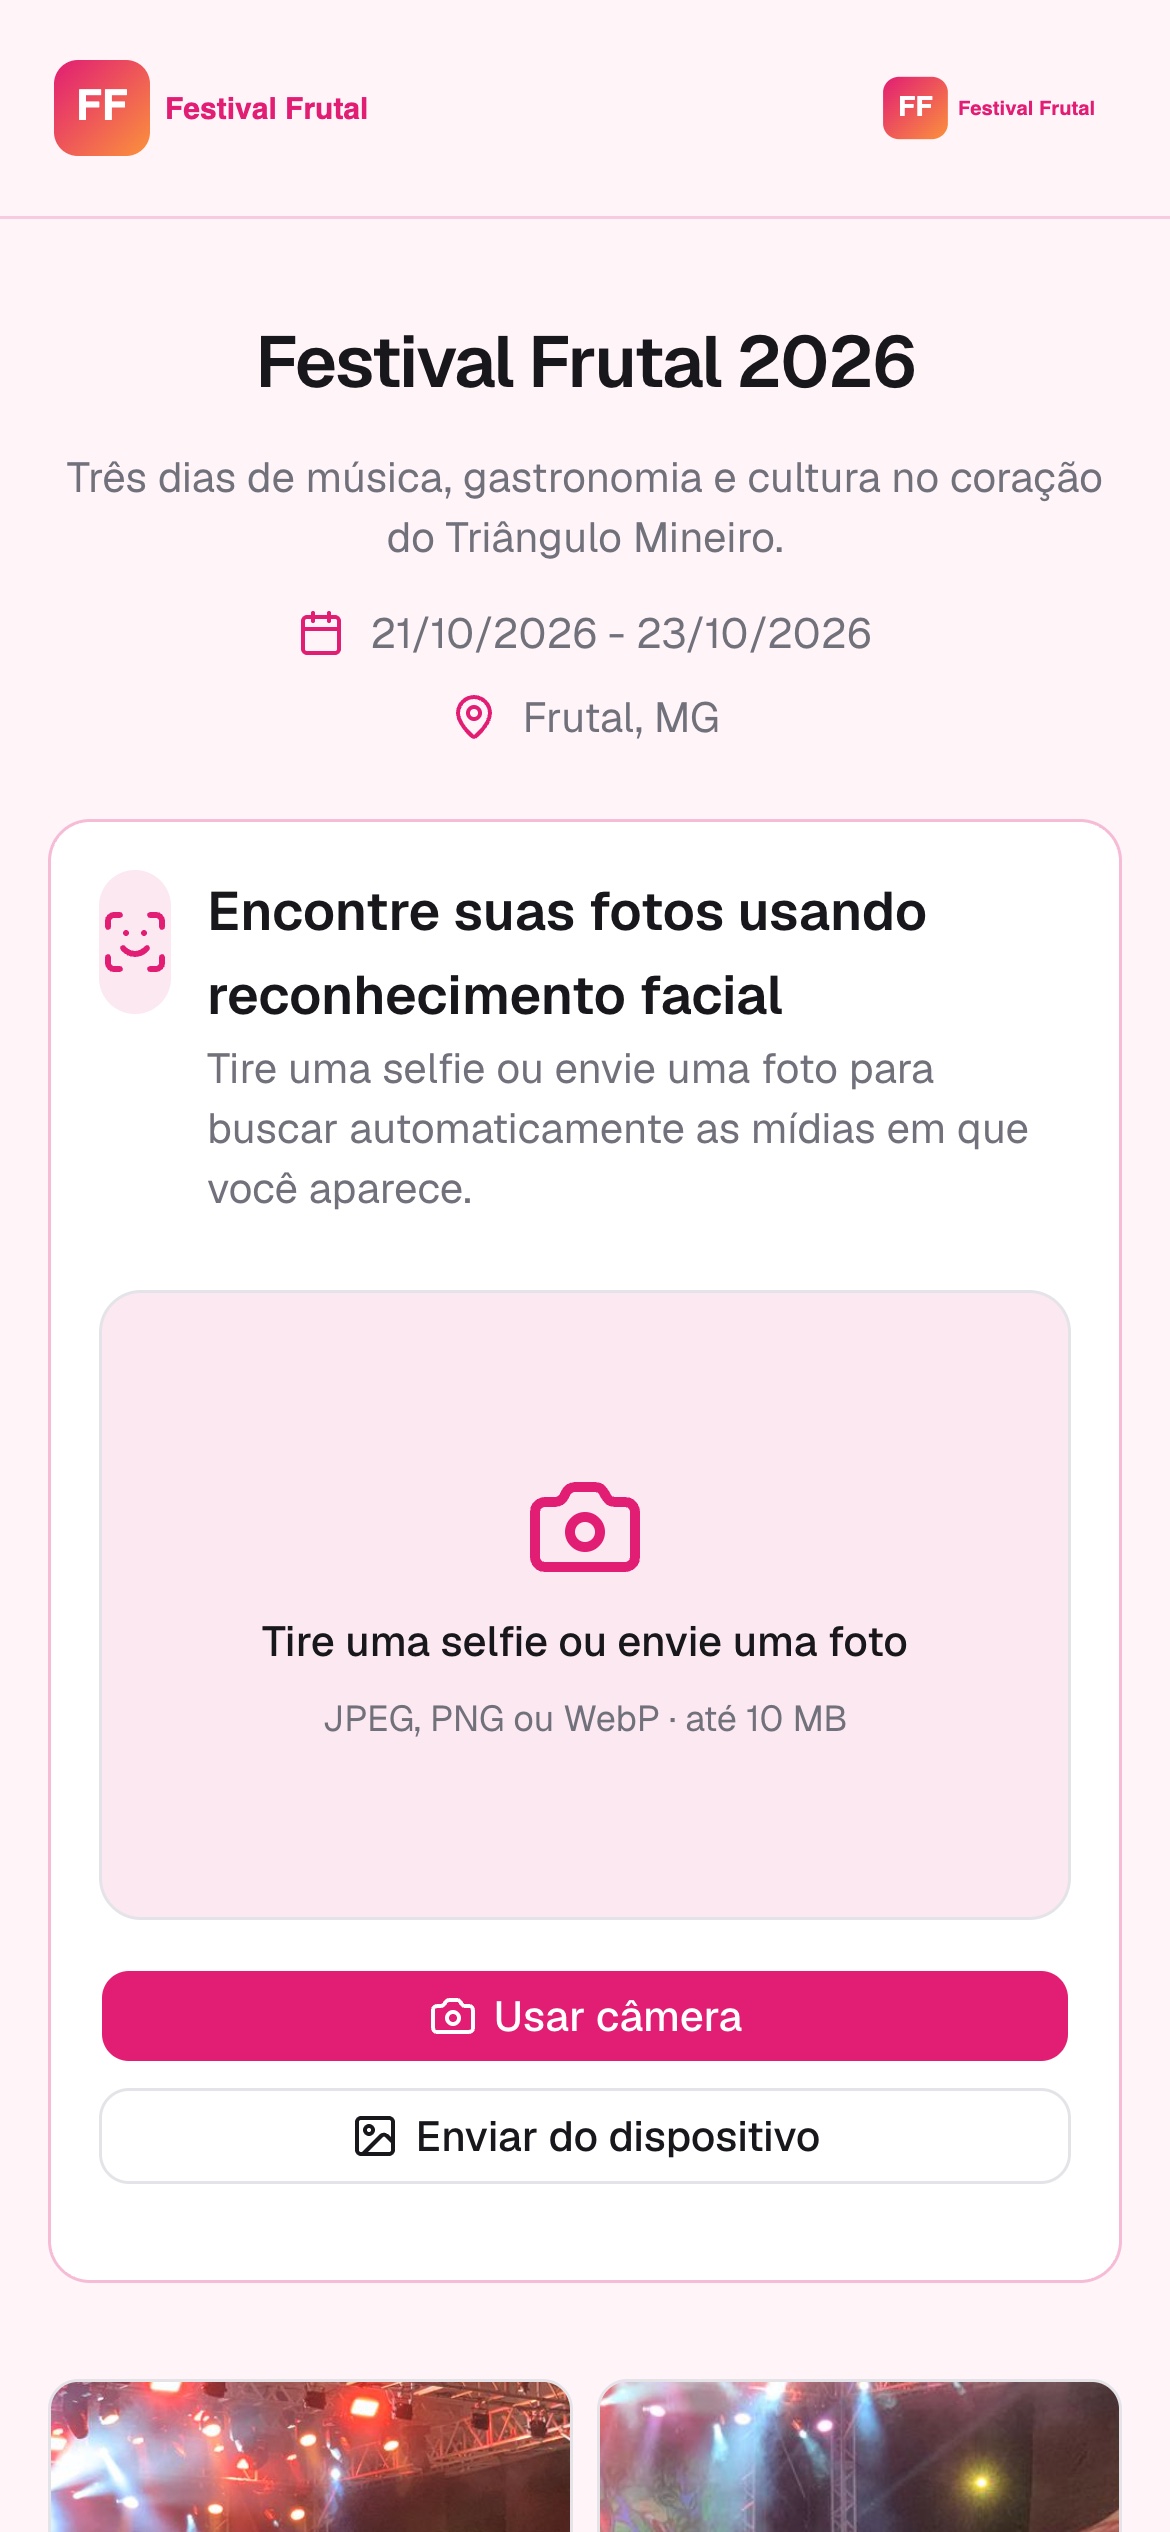 FF Festival Frutal
FF Festival Frutal
Festival Frutal 2026
Três dias de música, gastronomia e cultura no coração
do Triângulo Mineiro.
21/10/2026 - 23/10/2026
Frutal, MG
Encontre suas fotos usando
reconhecimento facial
Tire uma selfie ou envie uma foto para
buscar automaticamente as mídias em que
você aparece.
Tire uma selfie ou envie uma foto
JPEG, PNG ou WebP · até 10 MB
Usar câmera
Enviar do dispositivo